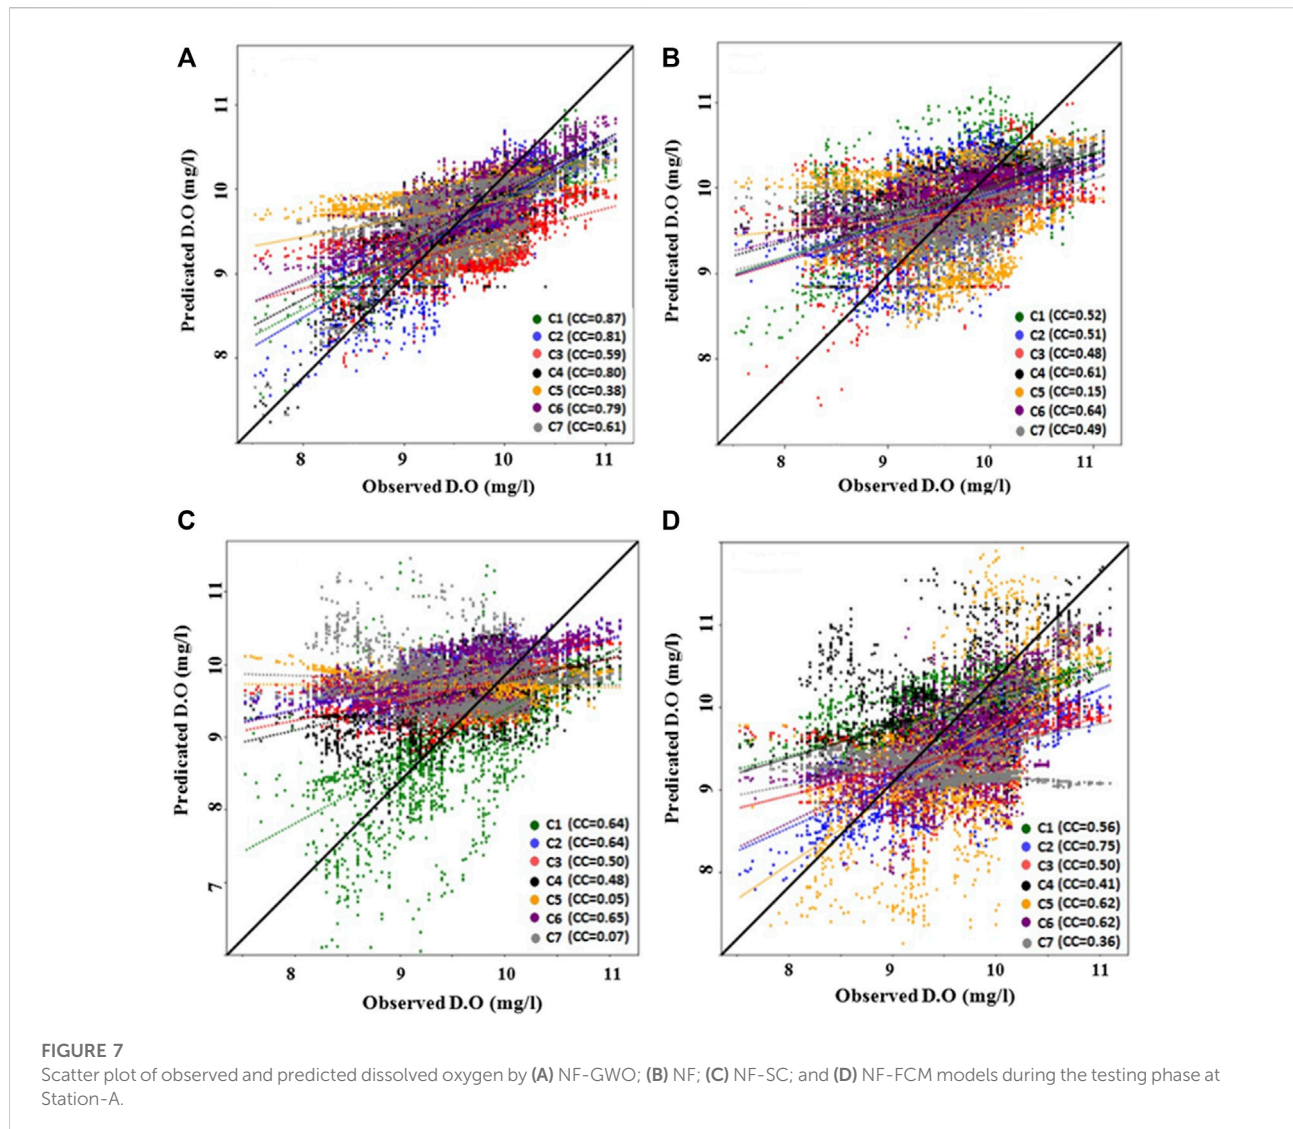 A
Predicated D.O (mg/l)
11
10
9
8
8 9 10 11
Observed D.O (mg/l)
C1 (CC=0.87)
C2 (CC=0.81)
C3 (CC=0.59)
C4 (CC=0.80)
C5 (CC=0.38)
C6 (CC=0.79)
C7 (CC=0.61)
B
Predicated D.O (mg/l)
11
10
9
8
8 9 10 11
Observed D.O (mg/l)
C1 (CC=0.52)
C2 (CC=0.51)
C3 (CC=0.48)
C4 (CC=0.61)
C5 (CC=0.15)
C6 (CC=0.64)
C7 (CC=0.49)
C
Predicated D.O (mg/l)
11
10
9
8
7
8 9 10 11
Observed D.O (mg/l)
C1 (CC=0.64)
C2 (CC=0.64)
C3 (CC=0.50)
C4 (CC=0.48)
C5 (CC=0.05)
C6 (CC=0.65)
C7 (CC=0.07)
D
Predicated D.O (mg/l)
11
10
9
8
8 9 10 11
Observed D.O (mg/l)
C1 (CC=0.56)
C2 (CC=0.75)
C3 (CC=0.50)
C4 (CC=0.41)
C5 (CC=0.62)
C6 (CC=0.62)
C7 (CC=0.36)
FIGURE 7
Scatter plot of observed and predicted dissolved oxygen by (A) NF-GWO; (B) NF; (C) NF-SC; and (D) NF-FCM models during the testing phase at
Station-A.